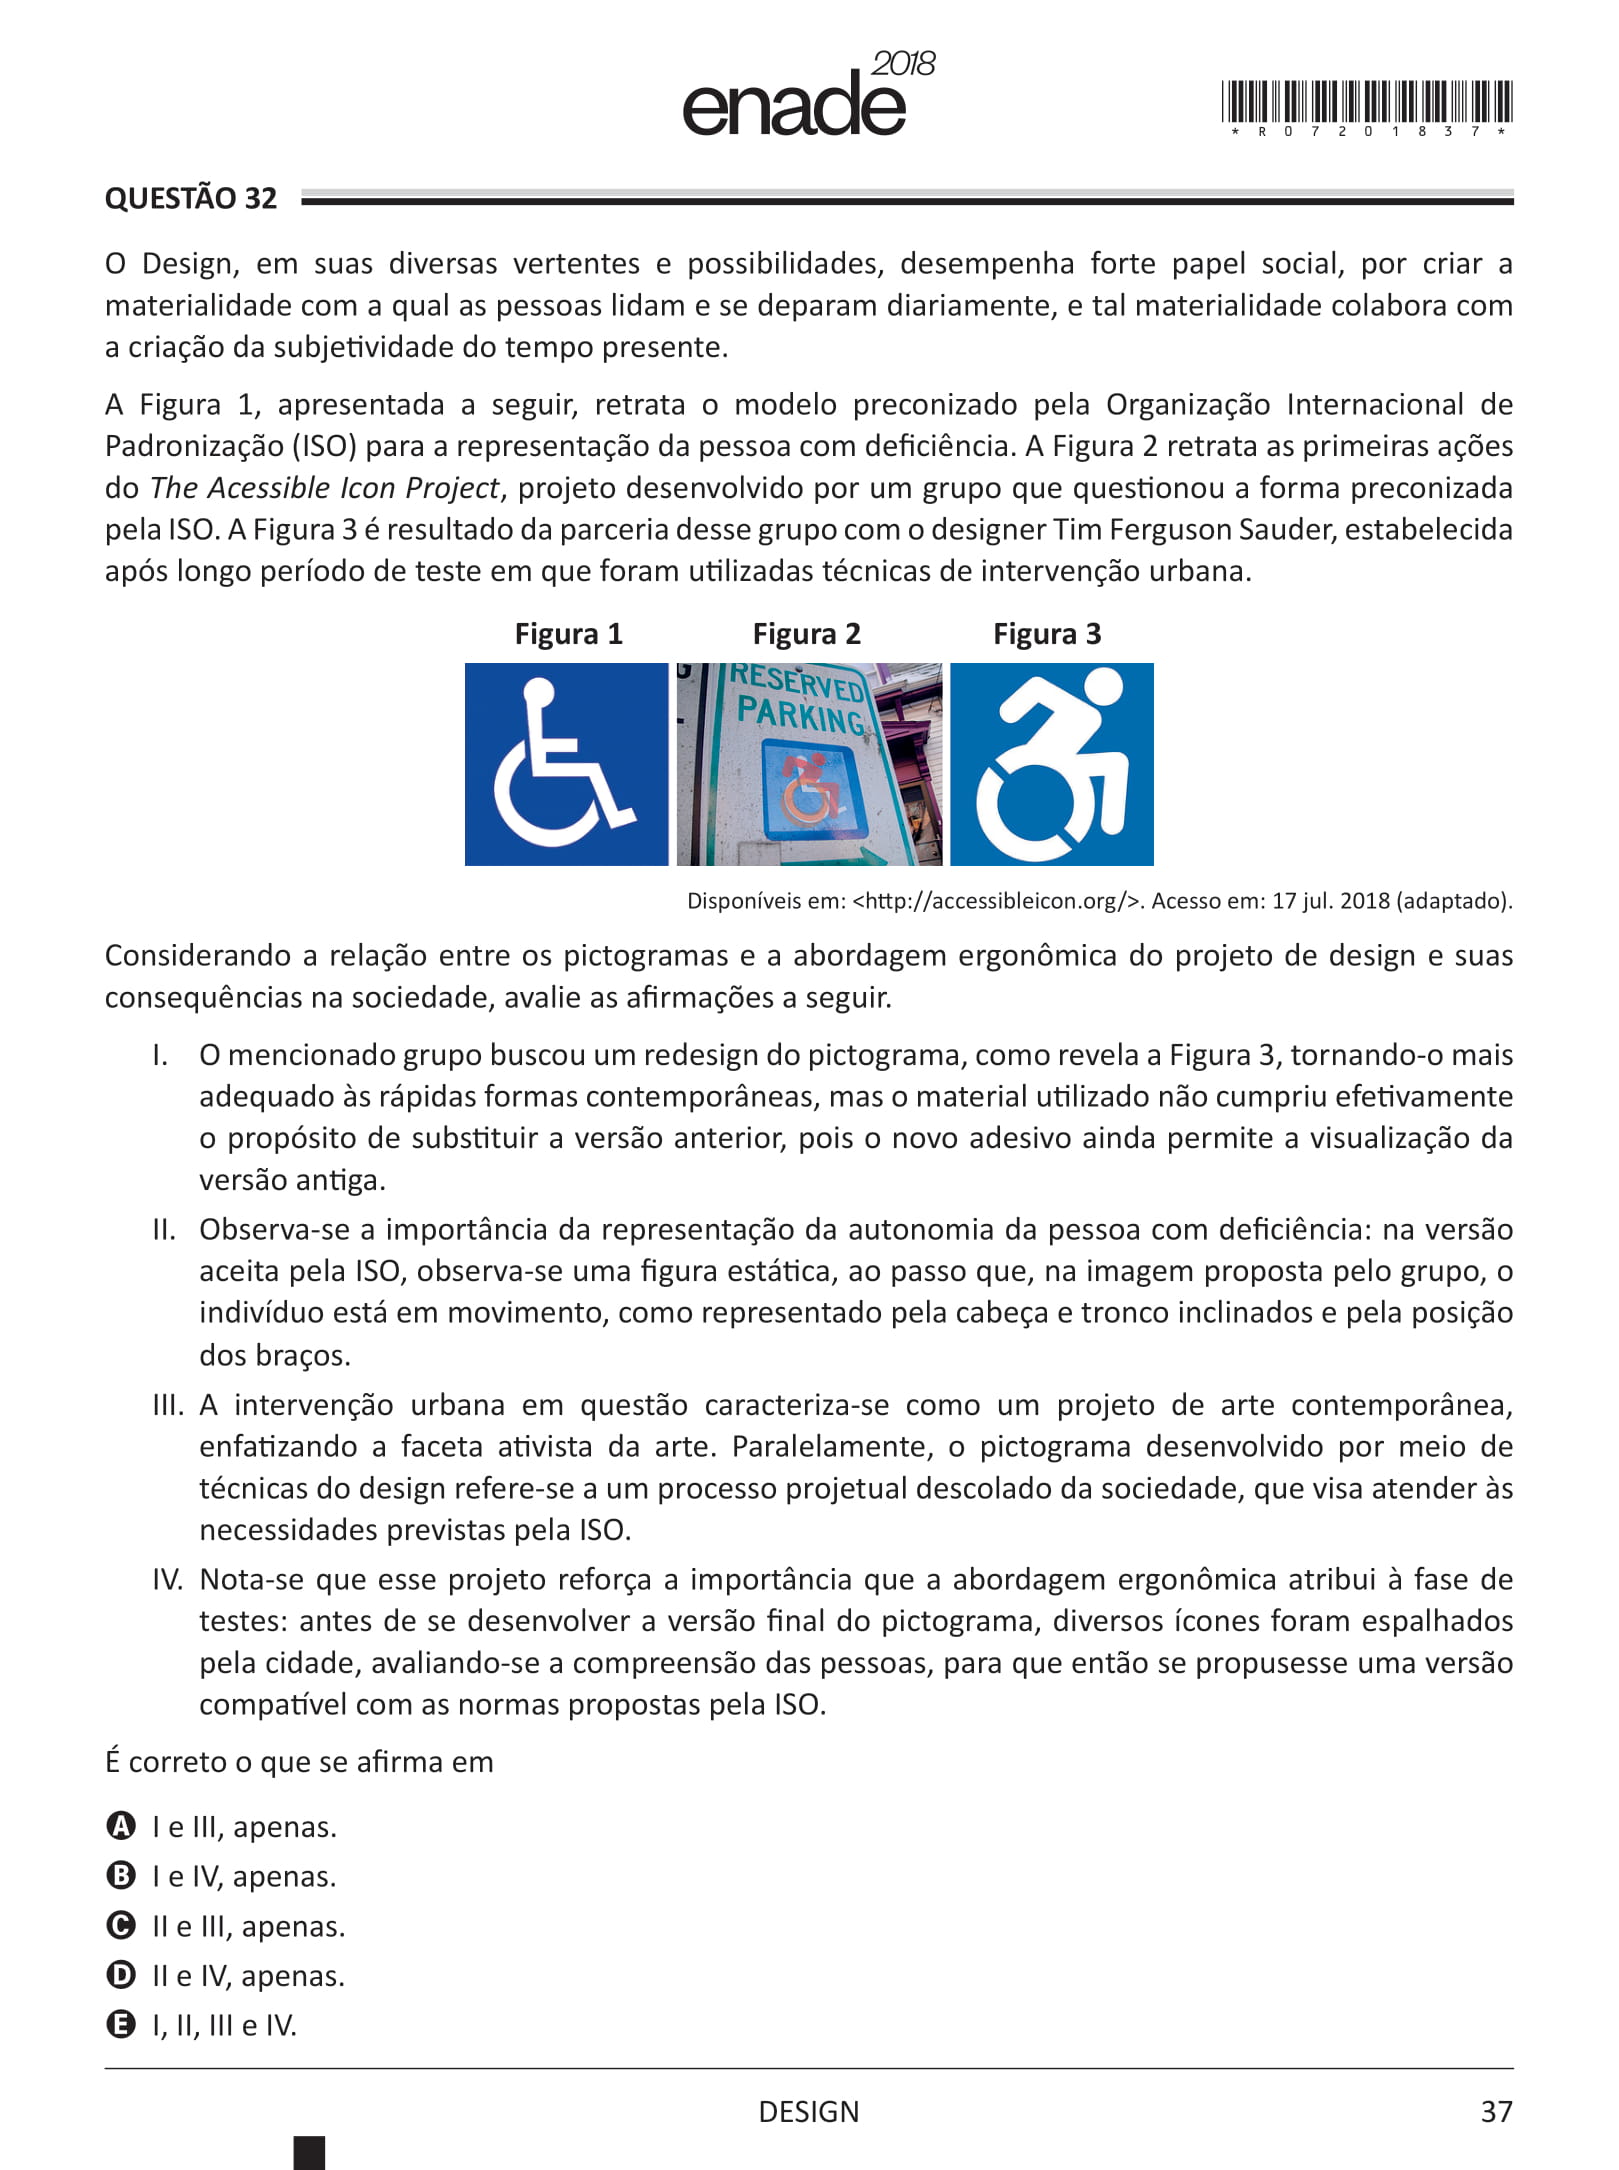 enade 2018
* R 0 7 2 0 1 8 3 7 *
QUESTÃO 32
O Design, em suas diversas vertentes e possibilidades, desempenha forte papel social, por criar a
materialidade com a qual as pessoas lidam e se deparam diariamente, e tal materialidade colabora com
a criação da subjetividade do tempo presente.
A Figura 1, apresentada a seguir, retrata o modelo preconizado pela Organização Internacional de
Padronização (ISO) para a representação da pessoa com deficiência. A Figura 2 retrata as primeiras ações
do The Acessible Icon Project, projeto desenvolvido por um grupo que questionou a forma preconizada
pela ISO. A Figura 3 é resultado da parceria desse grupo com o designer Tim Ferguson Sauder, estabelecida
após longo período de teste em que foram utilizadas técnicas de intervenção urbana.
Figura 1 Figura 2 Figura 3
RESERVED
PARKING
Disponíveis em: <http://accessibleicon.org/>. Acesso em: 17 jul. 2018 (adaptado).
Considerando a relação entre os pictogramas e a abordagem ergonômica do projeto de design e suas
consequências na sociedade, avalie as afirmações a seguir.
I. O mencionado grupo buscou um redesign do pictograma, como revela a Figura 3, tornando-o mais
adequado às rápidas formas contemporâneas, mas o material utilizado não cumpriu efetivamente
o propósito de substituir a versão anterior, pois o novo adesivo ainda permite a visualização da
versão antiga.
II. Observa-se a importância da representação da autonomia da pessoa com deficiência: na versão
aceita pela ISO, observa-se uma figura estática, ao passo que, na imagem proposta pelo grupo, o
indivíduo está em movimento, como representado pela cabeça e tronco inclinados e pela posição
dos braços.
III. A intervenção urbana em questão caracteriza-se como um projeto de arte contemporânea,
enfatizando a faceta ativista da arte. Paralelamente, o pictograma desenvolvido por meio de
técnicas do design refere-se a um processo projetual descolado da sociedade, que visa atender às
necessidades previstas pela ISO.
IV. Nota-se que esse projeto reforça a importância que a abordagem ergonômica atribui à fase de
testes: antes de se desenvolver a versão final do pictograma, diversos ícones foram espalhados
pela cidade, avaliando-se a compreensão das pessoas, para que então se propusesse uma versão
compatível com as normas propostas pela ISO.
É correto o que se afirma em
A I e III, apenas.
B I e IV, apenas.
C II e III, apenas.
D II e IV, apenas.
E I, II, III e IV.
DESIGN 37